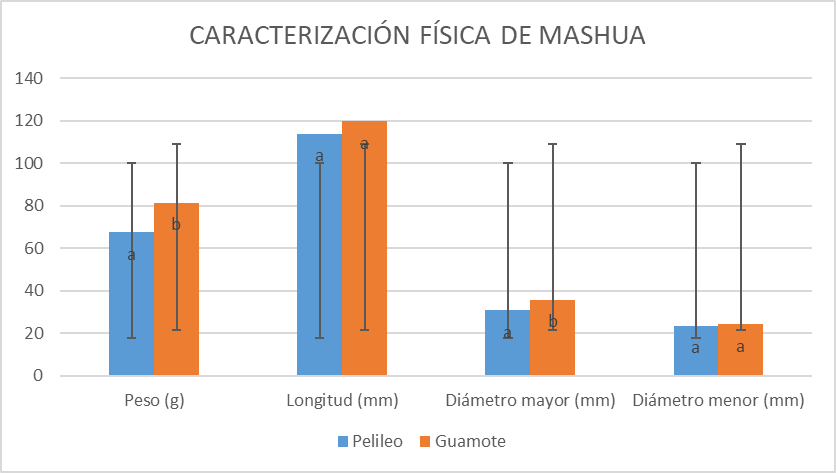 CARACTERIZACIÓN FÍSICA DE MASHUA
140
120
100
80
60
40
20
0
a
b
a
a
a
b
a
a
Peso (g)
Longitud (mm)
Diámetro mayor (mm)
Diámetro menor (mm)
Pelileo
Guamote